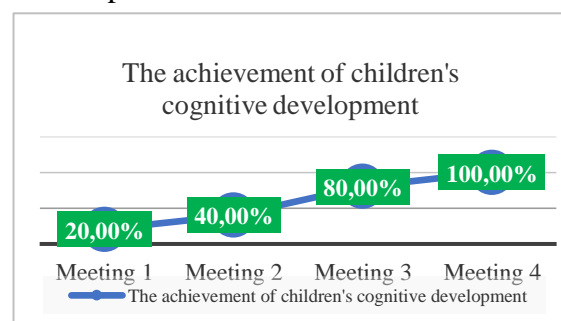 The achievement of children's
cognitive development
20,00%
40,00%
80,00%
100,00%
Meeting 1 Meeting 2 Meeting 3 Meeting 4
The achievement of children's cognitive development